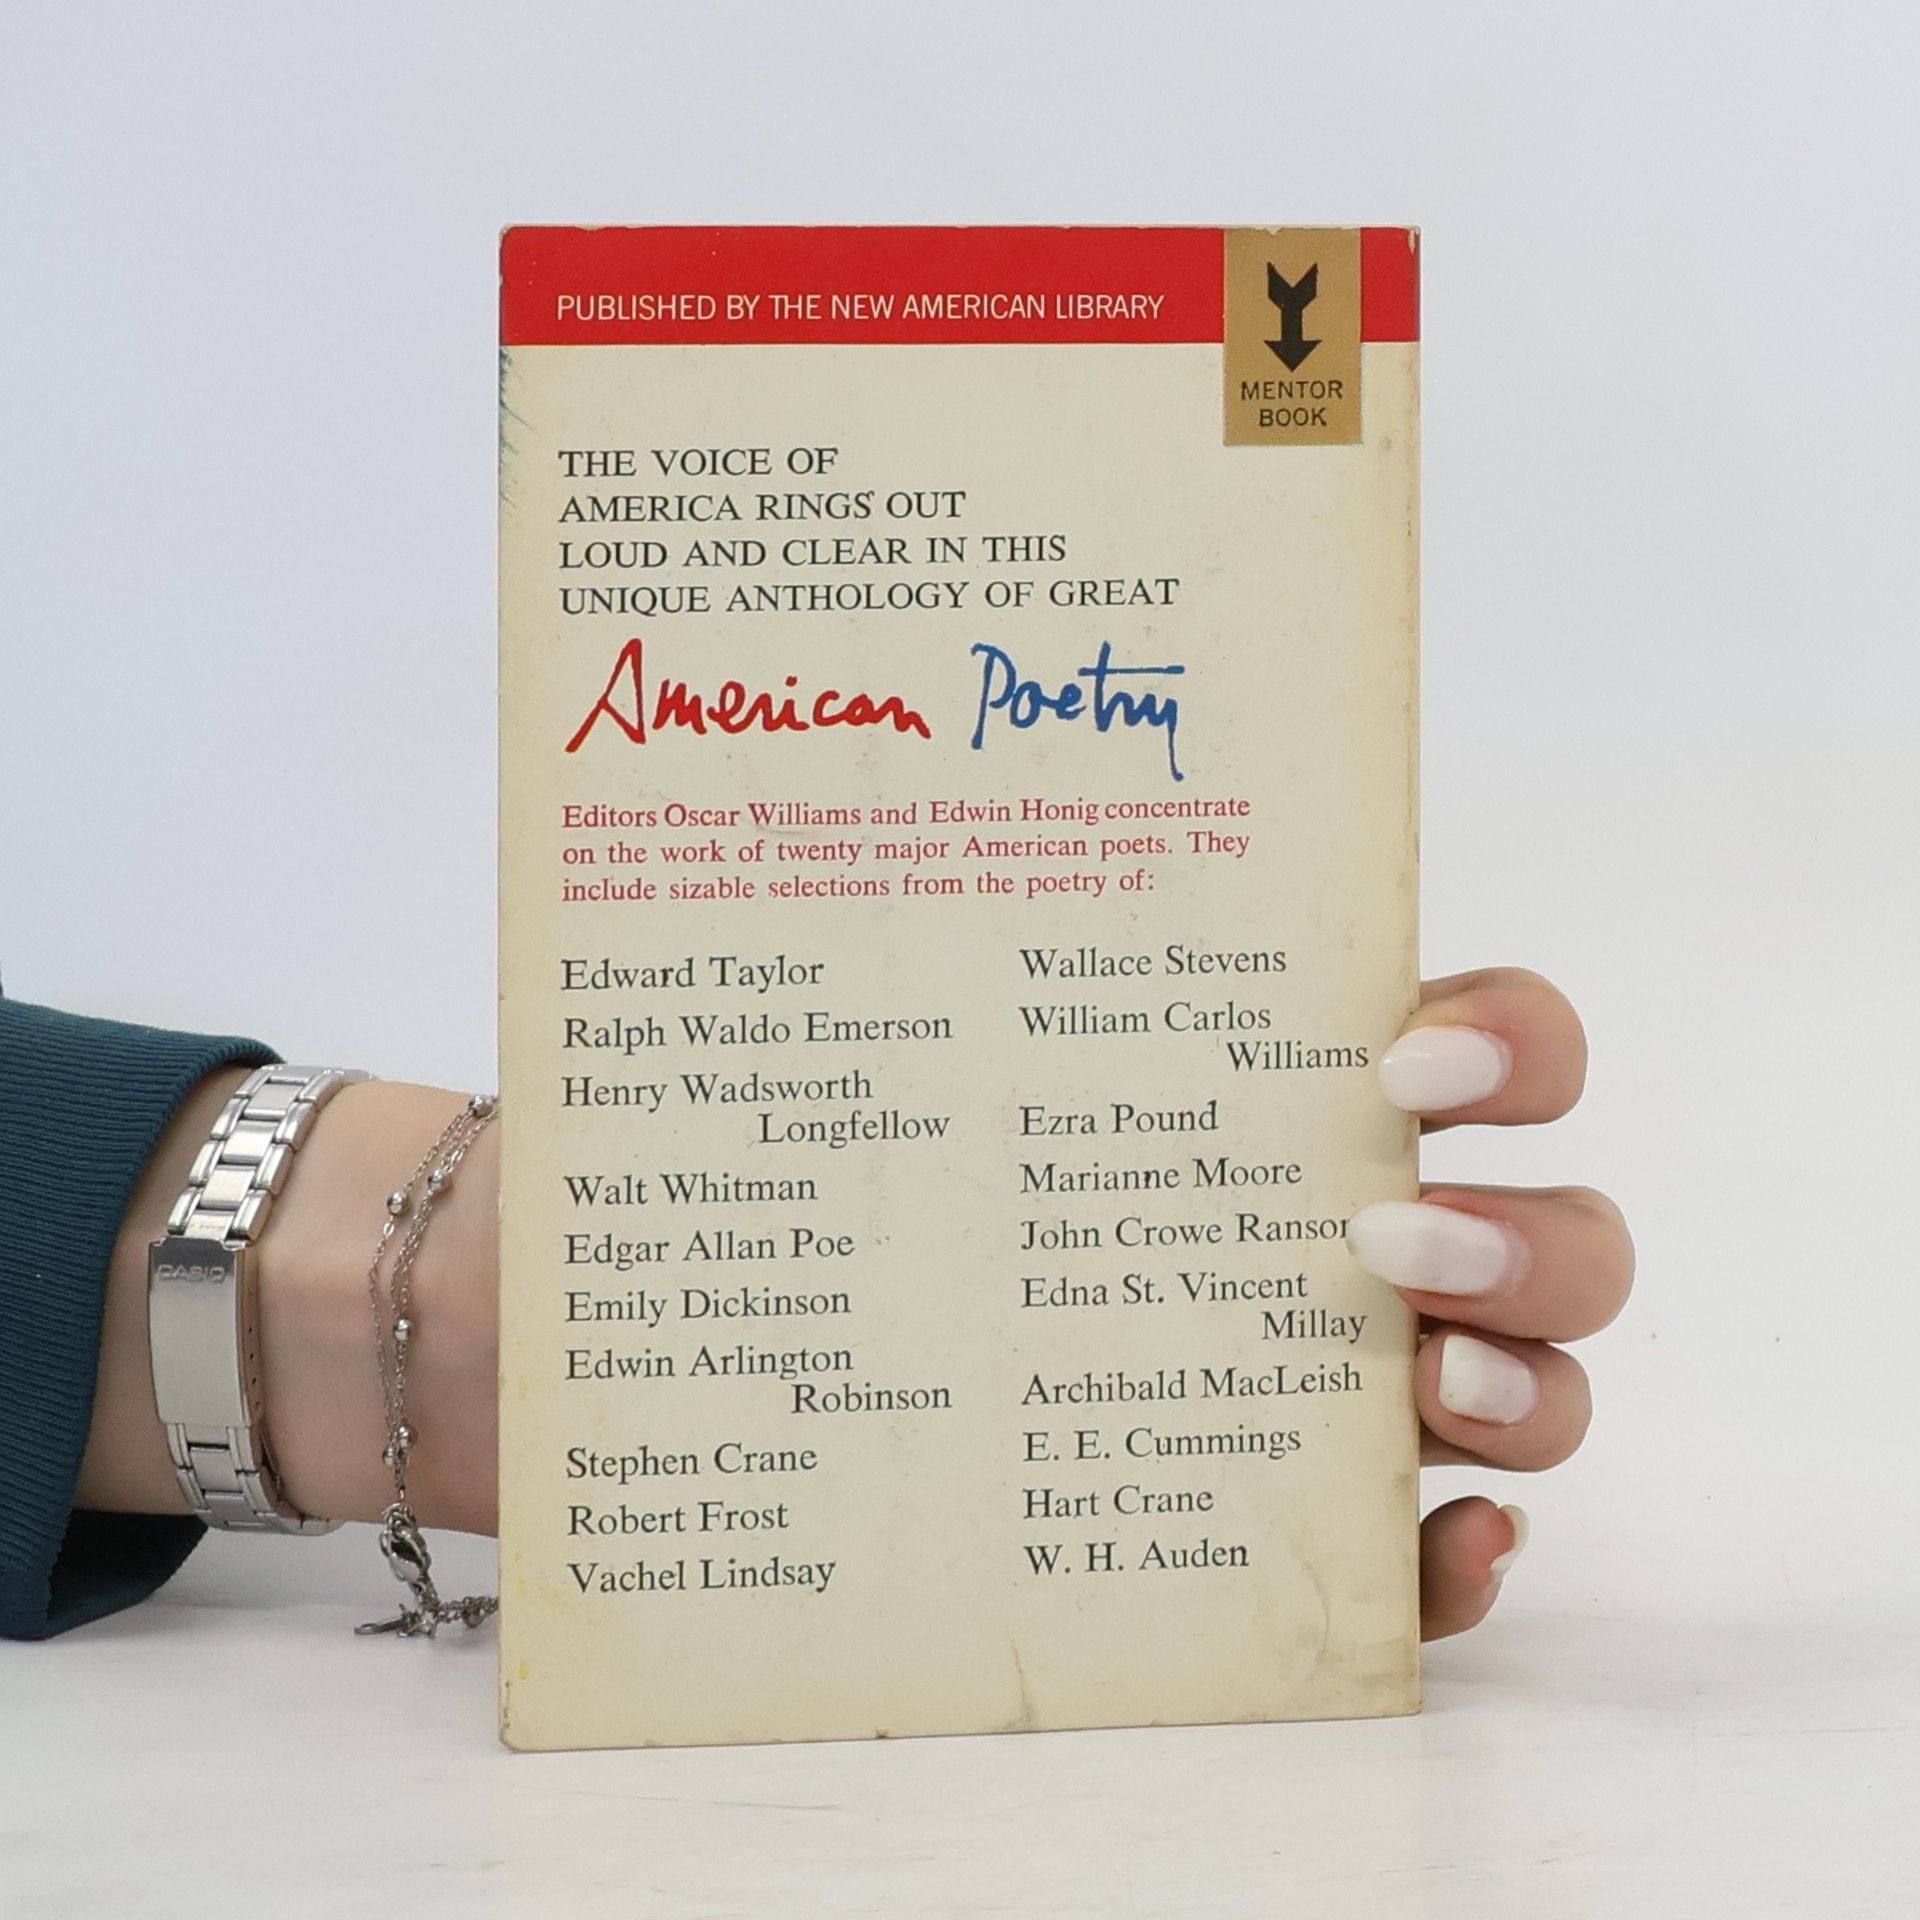 PUBLISHED BY THE NEW AMERICAN LIBRARY
MENTOR
BOOK
THE VOICE OF
AMERICA RINGS OUT
LOUD AND CLEAR IN THIS
UNIQUE ANTHOLOGY OF GREAT
American Poetry
Editors Oscar Williams and Edwin Honig concentrate
on the work of twenty major American poets. They
include sizable selections from the poetry of:
Edward Taylor
Ralph Waldo Emerson
Henry Wadsworth
Longfellow
Walt Whitman
Edgar Allan Poe
Emily Dickinson
Edwin Arlington
Robinson
Stephen Crane
Robert Frost
Vachel Lindsay
Wallace Stevens
William Carlos
Williams
Ezra Pound
Marianne Moore
John Crowe
Edna St. Vincent
Millay
Archibald MacLeish
E. E. Cummings
Hart Crane
W. H. Auden
CASIO